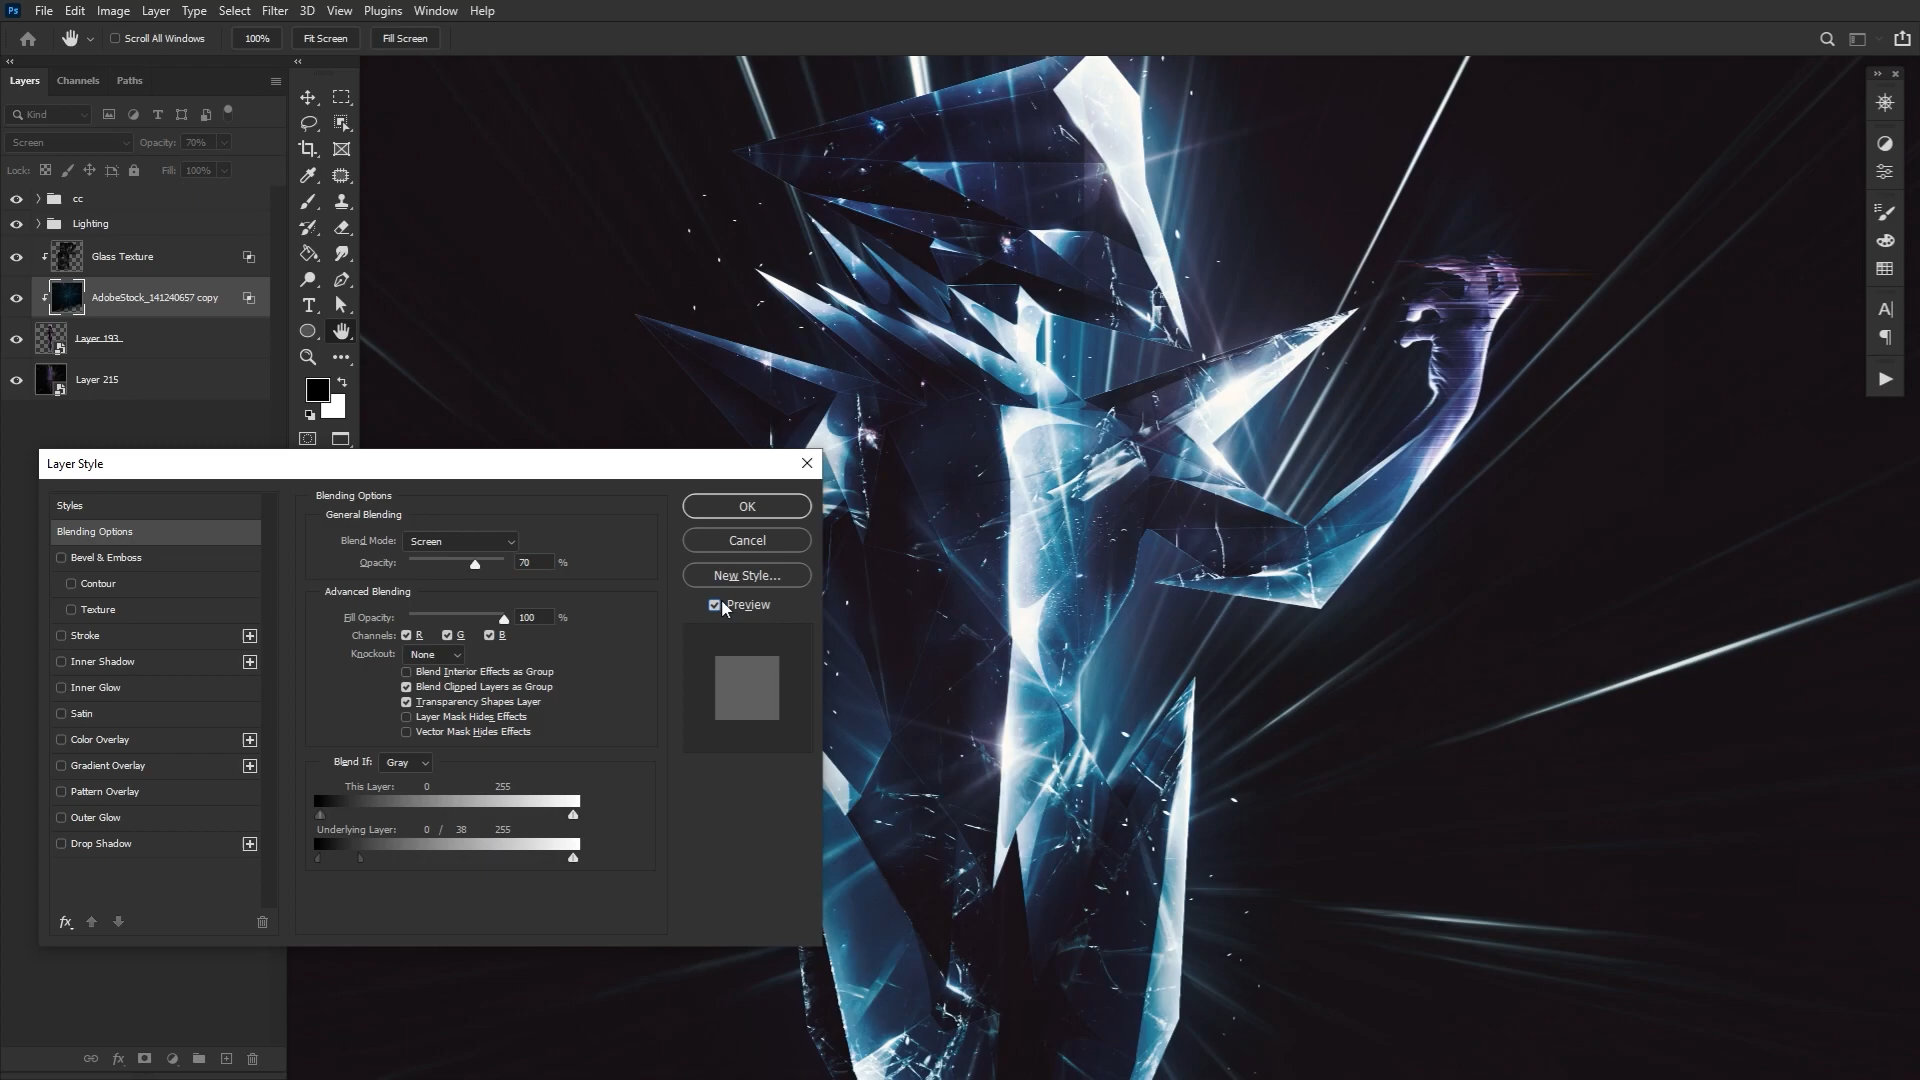 Ps File Edit Image Layer Type Select Filter 3D View Plugins Window Help
Scroll All Windows 100% Fit Screen Fill Screen
Layers Channels Paths
Kind
Screen Opacity: 70%
Lock: Fill: 100%
cc
Lighting
Glass Texture
AdobeStock_141240657 copy
Layer 193
Layer 215
Layer Style
Styles
Blending Options
Bevel & Emboss
Contour
Texture
Stroke
Inner Shadow
Inner Glow
Satin
Color Overlay
Gradient Overlay
Pattern Overlay
Outer Glow
Drop Shadow
fx
Blending Options
General Blending
Blend Mode: Screen
Opacity: 70 %
Advanced Blending
Fill Opacity: 100 %
Channels: R G B
Knockout: None
Blend Interior Effects as Group
Blend Clipped Layers as Group
Transparency Shapes Layer
Layer Mask Hides Effects
Vector Mask Hides Effects
Blend If: Gray
This Layer: 0 255
Underlying Layer: 0 / 38 255
OK
Cancel
New Style...
Preview
fx